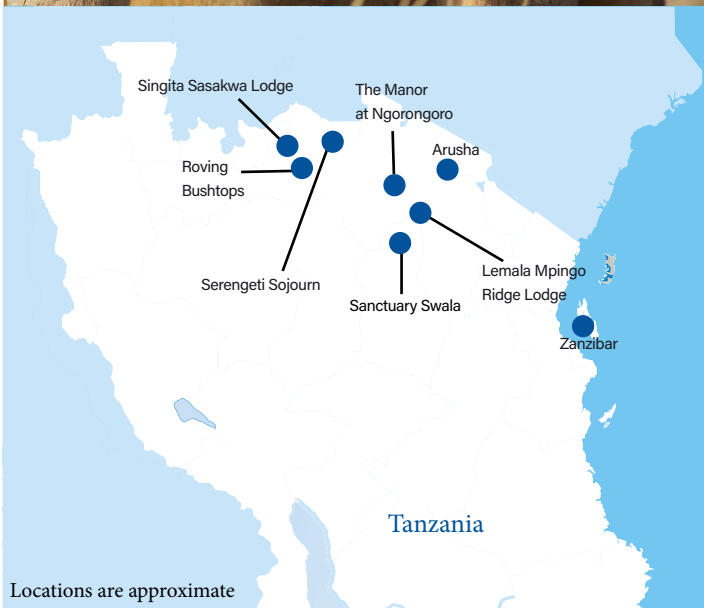 Singita Sasakwa Lodge
The Manor
at Ngorongoro
Arusha
Roving
Bushtops
Serengeti Sojourn
Lemala Mpingo
Ridge Lodge
Sanctuary Swala
Zanzibar
Tanzania
Locations are approximate